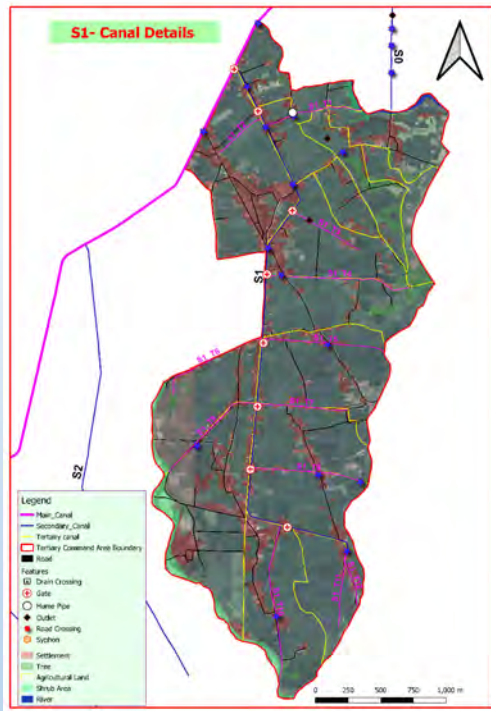 S1- Canal Details
S0
S1
S1_T6
S2
Legend
Main_Canal
Secondary_Canal
Tertairy canal
Tertiary Command Area Boundary
Road
Features
Drain Crossing
Gate
Hume Pipe
Outlet
Road Crossing
Syphon
Settlement
Tree
Agricultural Land
Shrub Area
River
0 250 500 750 1,000 m